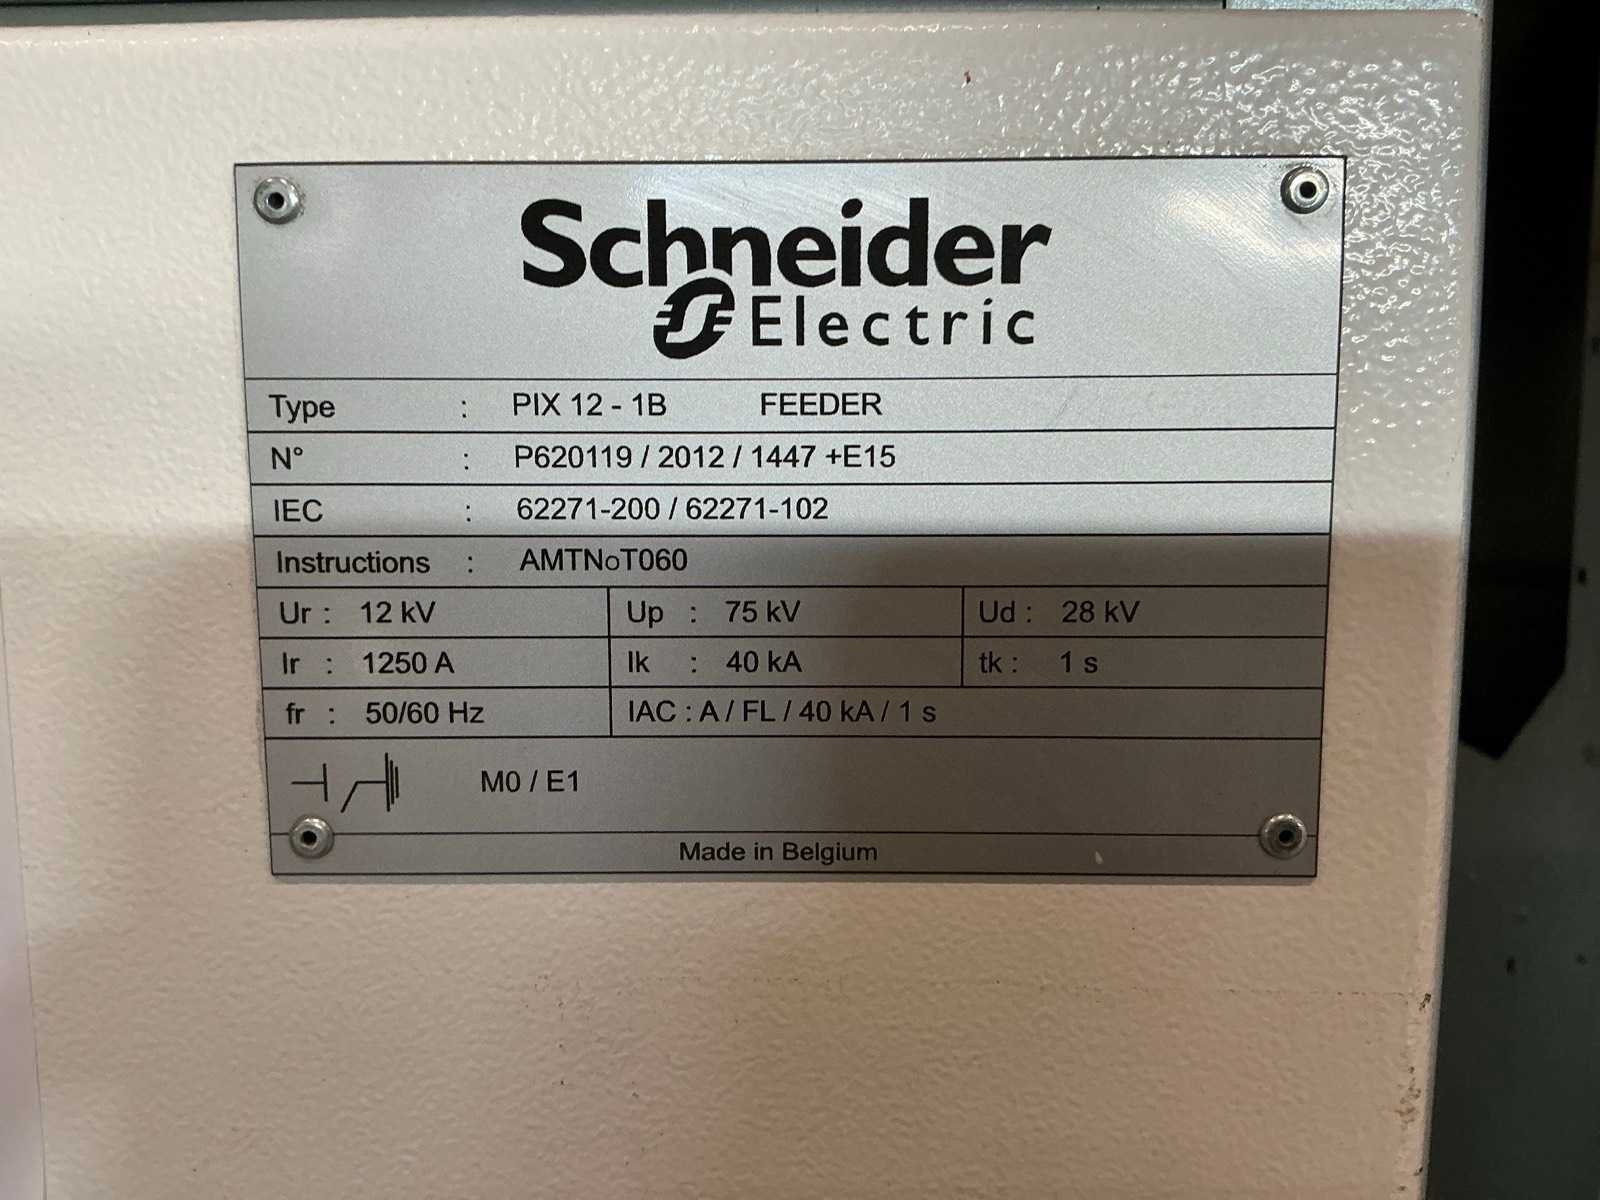 Schneider
Electric
Type : PIX 12 - 1B FEEDER
N° : P620119 / 2012 / 1447 +E15
IEC : 62271-200 / 62271-102
Instructions : AMTNoT060
Ur : 12 kV Up : 75 kV Ud : 28 kV
Ir : 1250 A Ik : 40 kA tk : 1 s
fr : 50/60 Hz IAC : A / FL / 40 kA / 1 s
M0 / E1
Made in Belgium